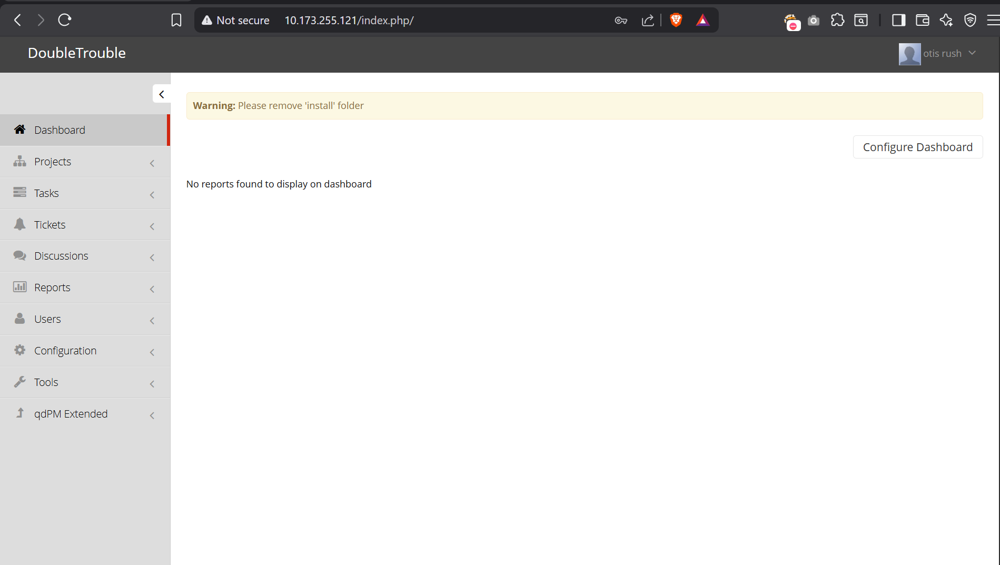 Not secure
10.173.255.121/index.php/
DoubleTrouble
otis rush
Warning: Please remove 'install' folder
Configure Dashboard
No reports found to display on dashboard
Dashboard
Projects
Tasks
Tickets
Discussions
Reports
Users
Configuration
Tools
qdPM Extended